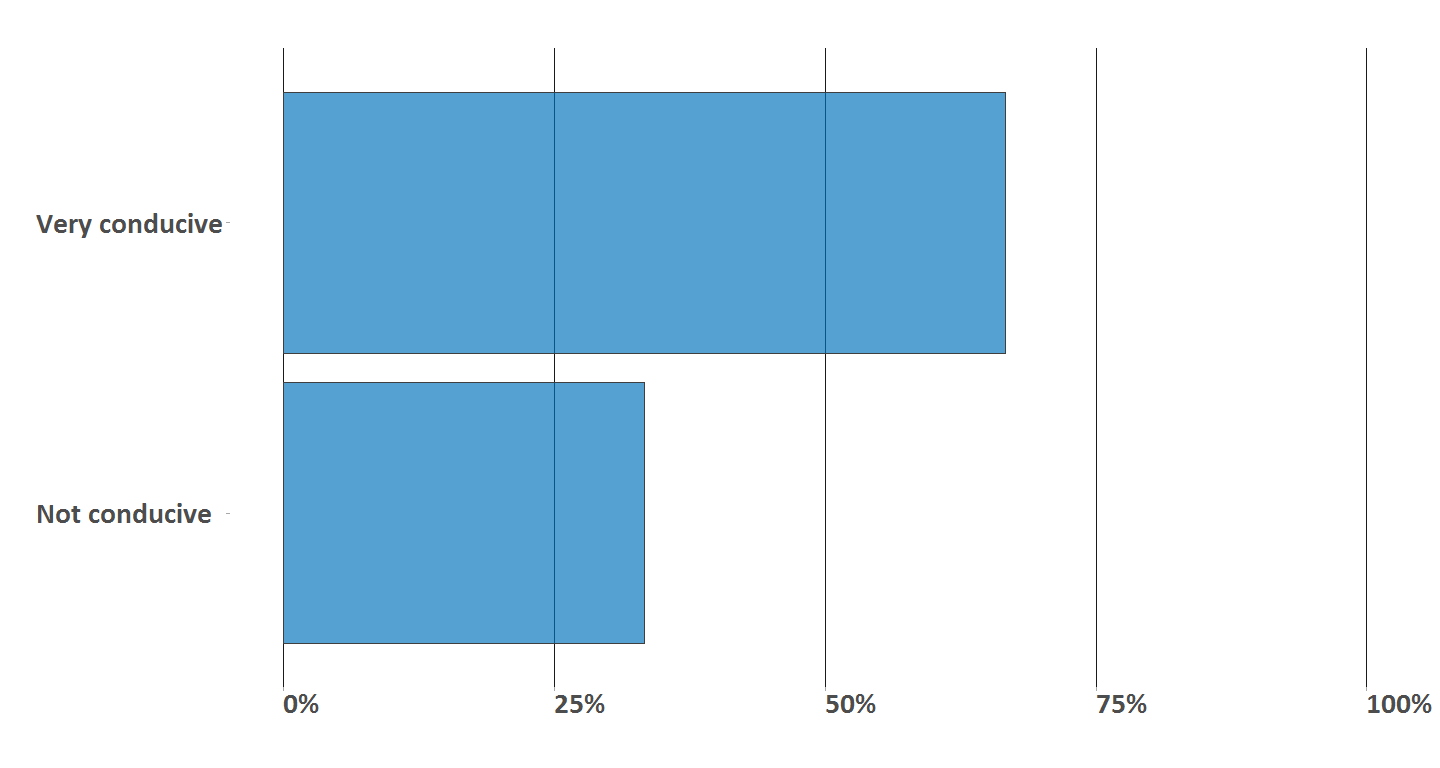 Very conducive
Not conducive
0% 25% 50% 75% 100%